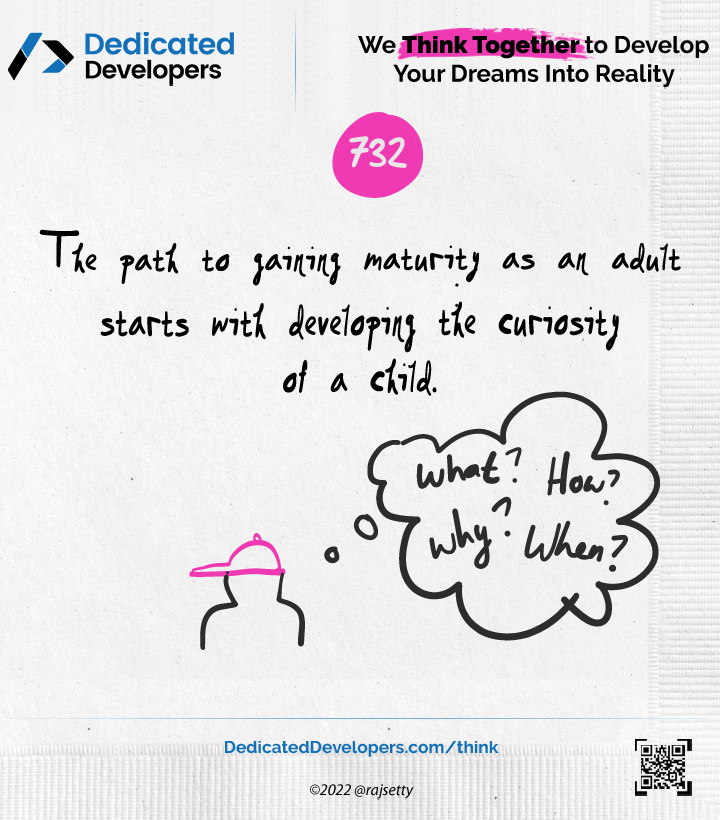 Dedicated
Developers
We Think Together to Develop
Your Dreams Into Reality
732
The path to gaining maturity as an adult
starts with developing the curiosity
of a child.
What? How?
Why? When?
DedicatedDevelopers.com/think
©2022 @rajsetty